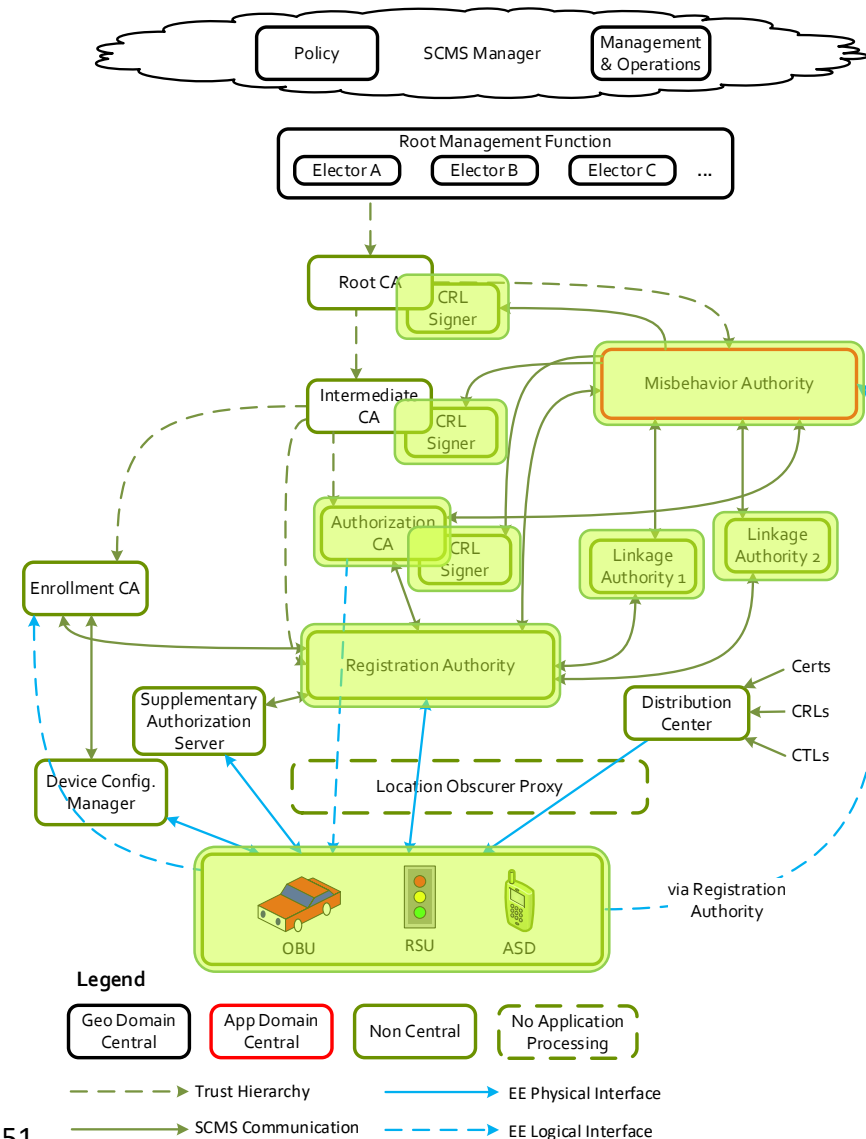 Policy
SCMS Manager
Management
& Operations
Root Management Function
Elector A
Elector B
Elector C
...
Root CA
CRL
Signer
Misbehavior Authority
Intermediate
CA
CRL
Signer
Authorization
CA
CRL
Signer
Linkage
Authority 1
Linkage
Authority 2
Enrollment CA
Registration Authority
Supplementary
Authorization
Server
Distribution
Center
Certs
CRLs
CTLs
Device Config.
Manager
Location Obscurer Proxy
via Registration
Authority
OBU
RSU
ASD
Legend
Geo Domain
Central
App Domain
Central
Non Central
No Application
Processing
Trust Hierarchy
EE Physical Interface
SCMS Communication
EE Logical Interface
51